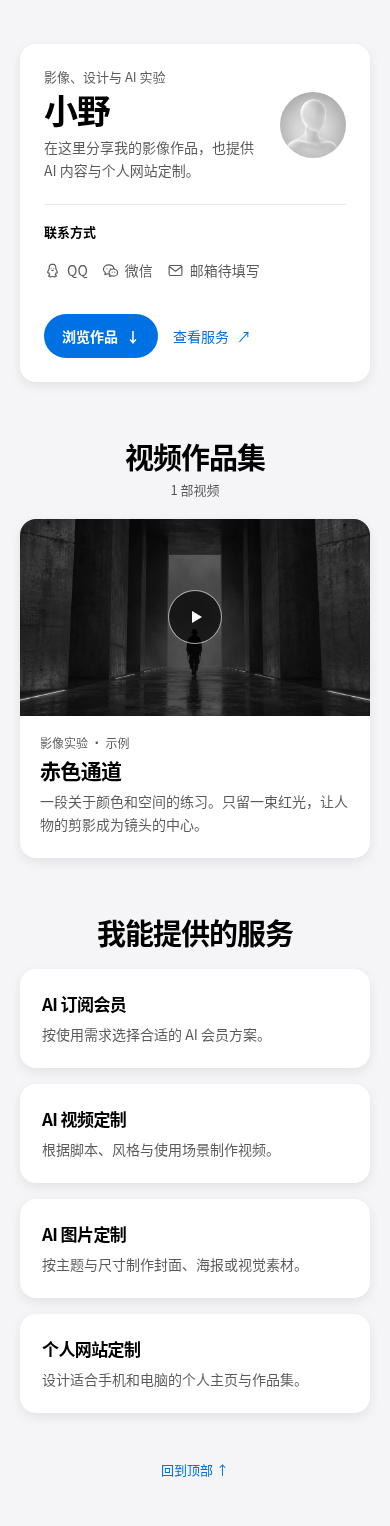 影像、设计与 AI 实验
小野
在这里分享我的影像作品，也提供
AI 内容与个人网站定制。
联系方式
QQ 微信 邮箱待填写
浏览作品 ↓ 查看服务 ↗
视频作品集
1 部视频
影像实验 · 示例
赤色通道
一段关于颜色和空间的练习。只留一束红光，让人
物的剪影成为镜头的中心。
我能提供的服务
AI 订阅会员
按使用需求选择合适的 AI 会员方案。
AI 视频定制
根据脚本、风格与使用场景制作视频。
AI 图片定制
按主题与尺寸制作封面、海报或视觉素材。
个人网站定制
设计适合手机和电脑的个人主页与作品集。
回到顶部 ↑